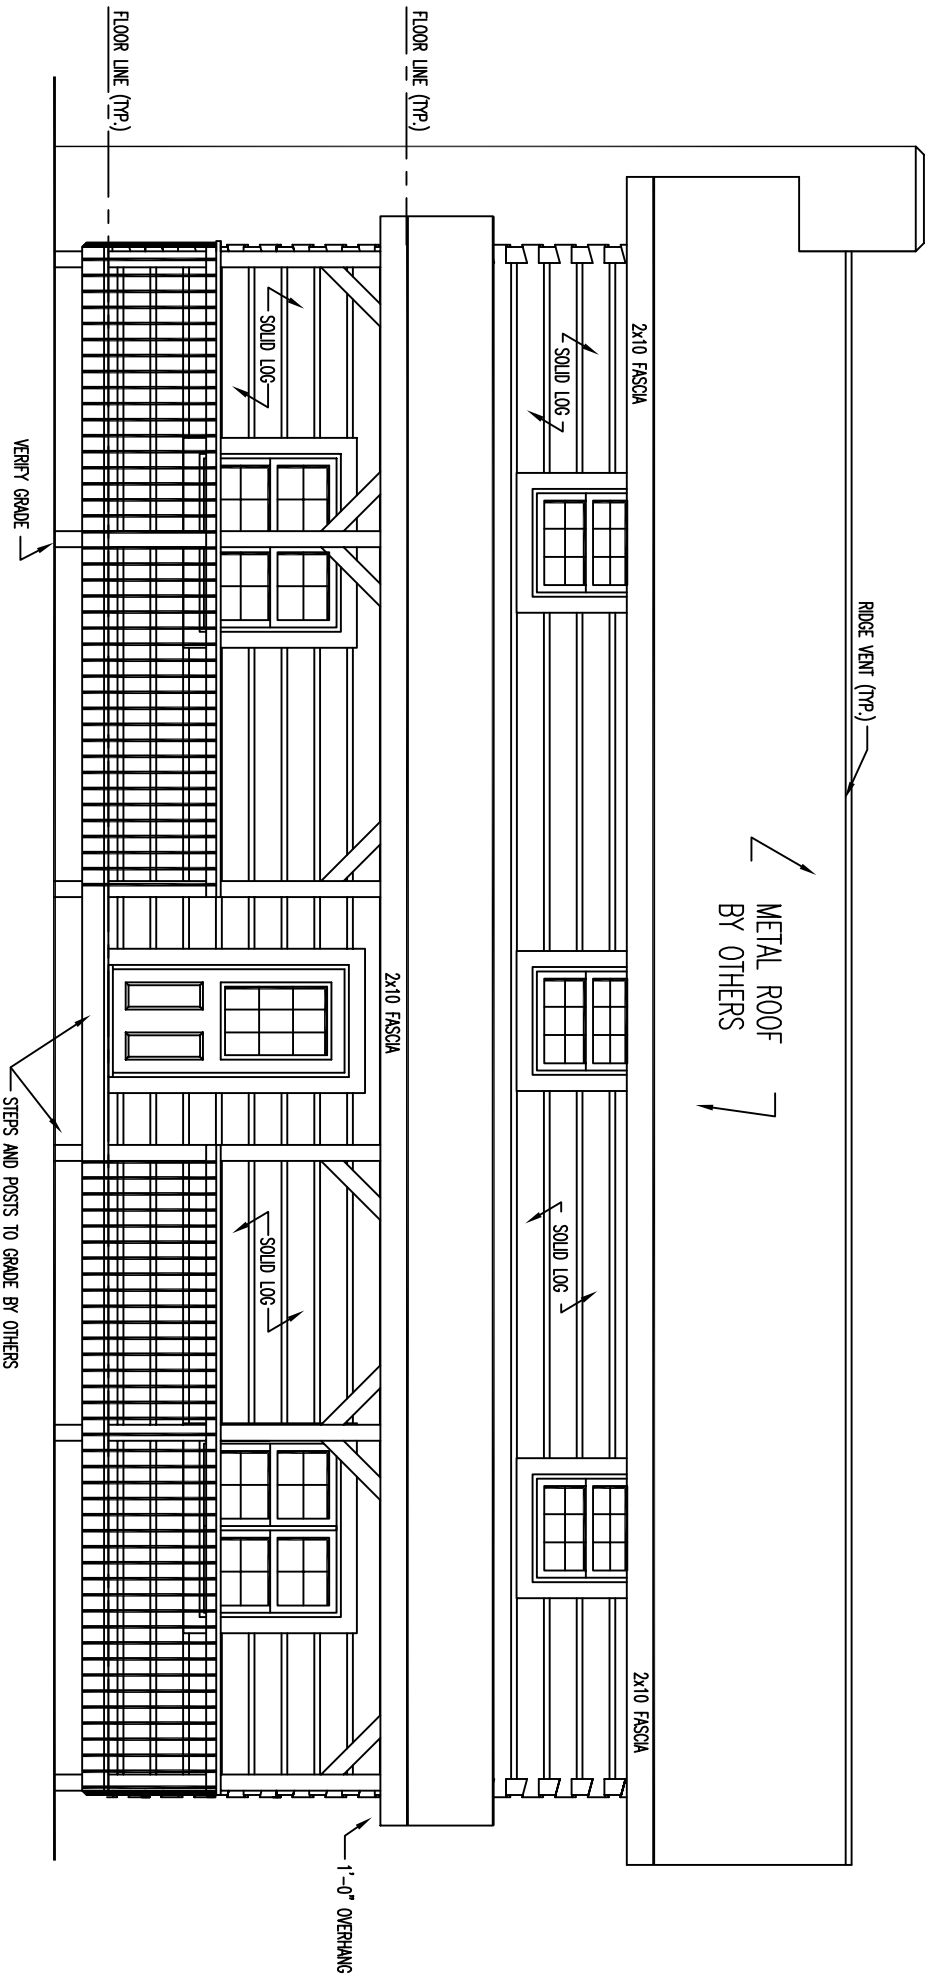 RIDGE VENT (TYP.)
METAL ROOF
BY OTHERS
2x10 FASCIA
2x10 FASCIA
SOLID LOG
SOLID LOG
FLOOR LINE (TYP.)
2x10 FASCIA
1'-0" OVERHANG
SOLID LOG
SOLID LOG
FLOOR LINE (TYP.)
VERIFY GRADE
STEPS AND POSTS TO GRADE BY OTHERS